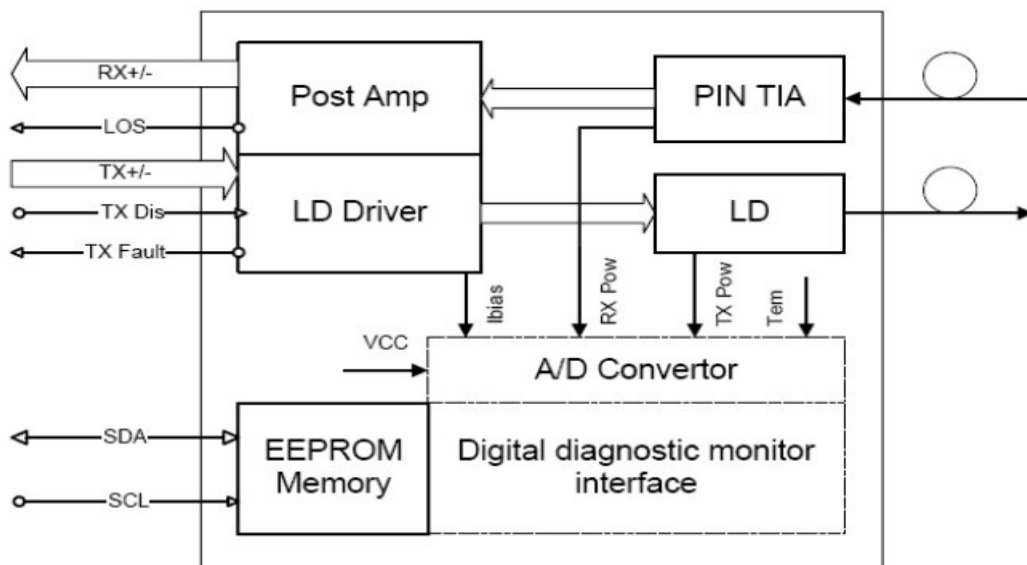 RX+/-
Post Amp
PIN TIA
LOS
TX+/-
TX Dis
LD Driver
LD
TX Fault
Ibias
RX Pow
TX Pow
Tem
VCC
A/D Convertor
SDA
EEPROM
Memory
Digital diagnostic monitor
interface
SCL